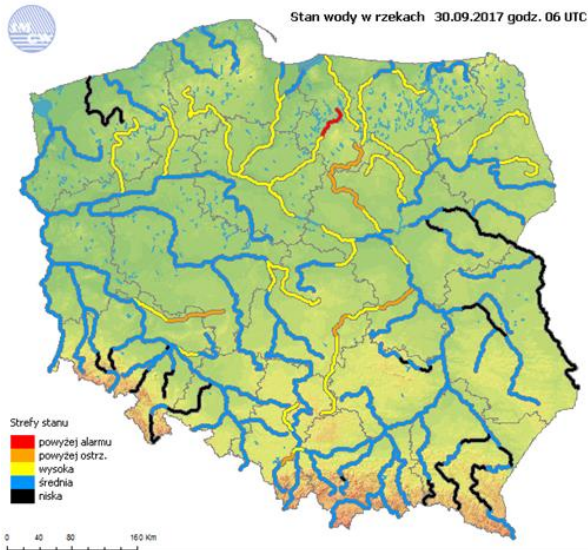 Stan wody w rzekach 30.09.2017 godz. 06 UTC
Strefy stanu
powyżej alarmu
powyżej ostrz.
wysoka
średnia
niska
0 40 80 160 Km